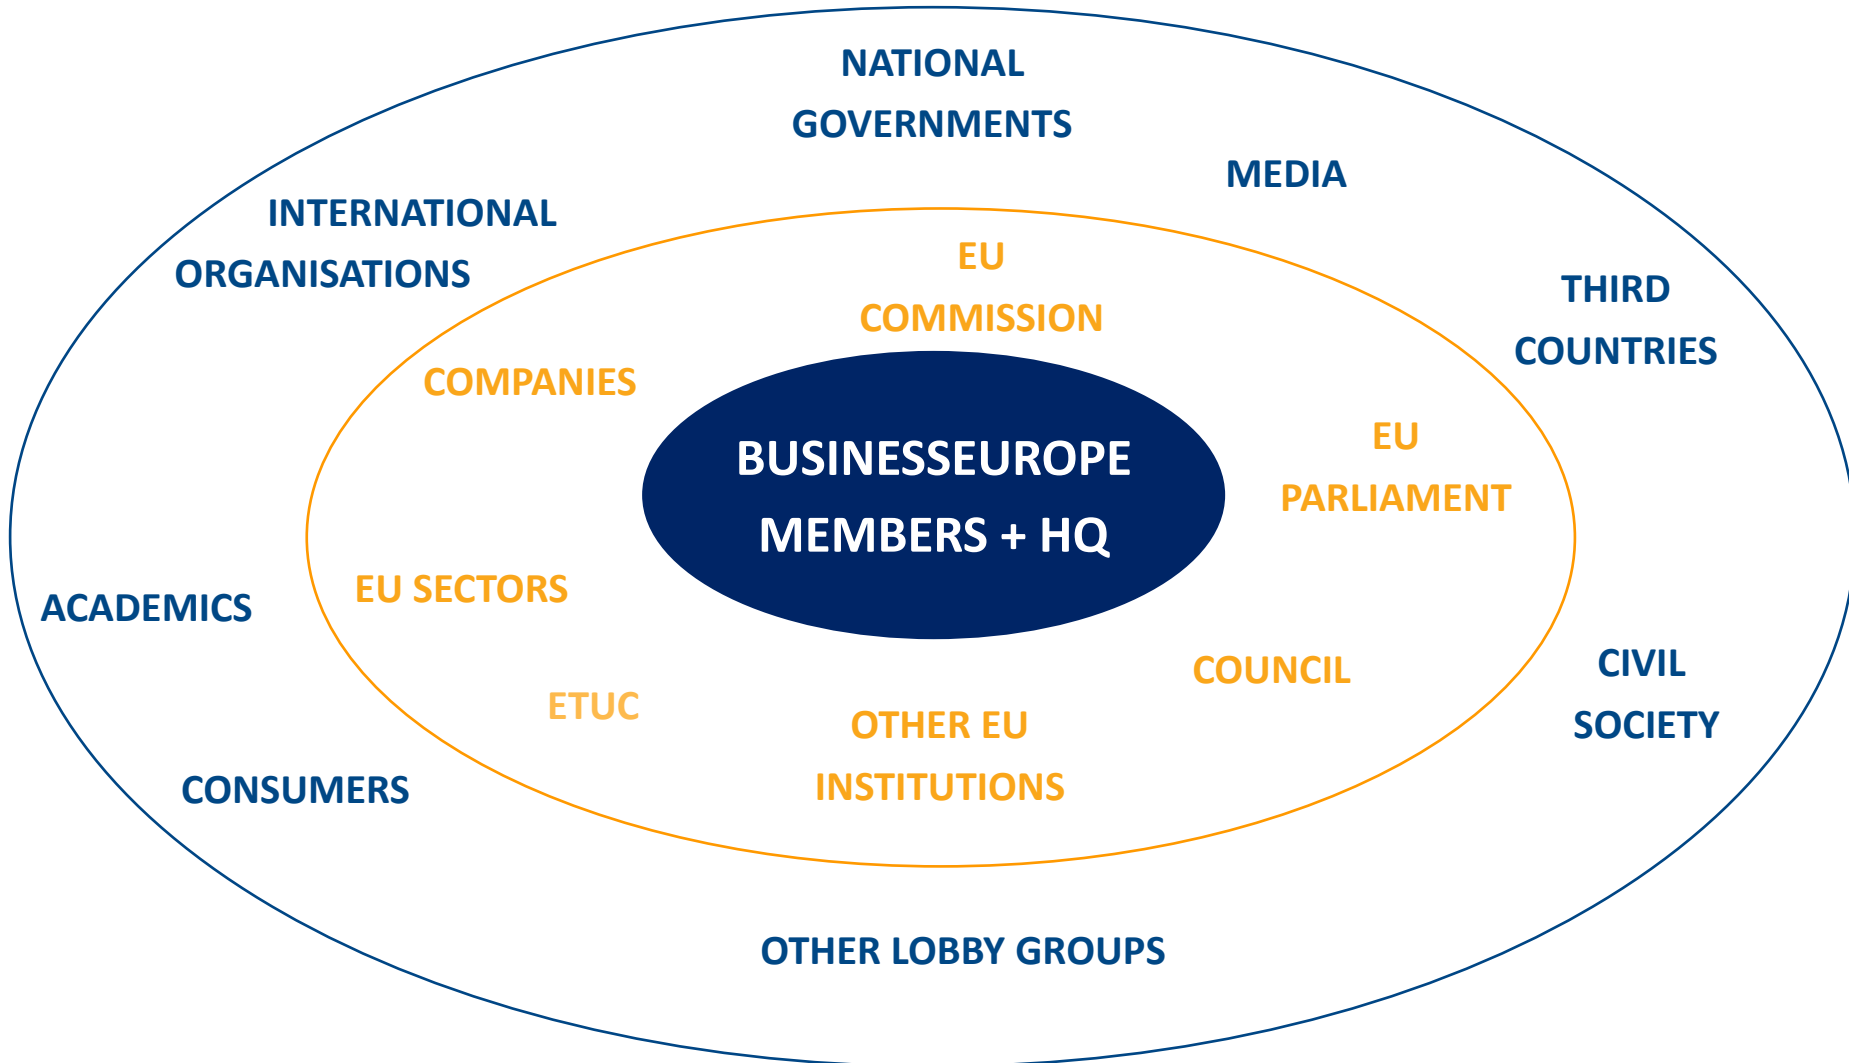 NATIONAL
GOVERNMENTS
MEDIA
INTERNATIONAL
ORGANISATIONS
THIRD
COUNTRIES
EU
COMMISSION
COMPANIES
EU
PARLIAMENT
BUSINESSEUROPE
MEMBERS + HQ
EU SECTORS
ACADEMICS
COUNCIL
CIVIL
SOCIETY
ETUC
OTHER EU
INSTITUTIONS
CONSUMERS
OTHER LOBBY GROUPS